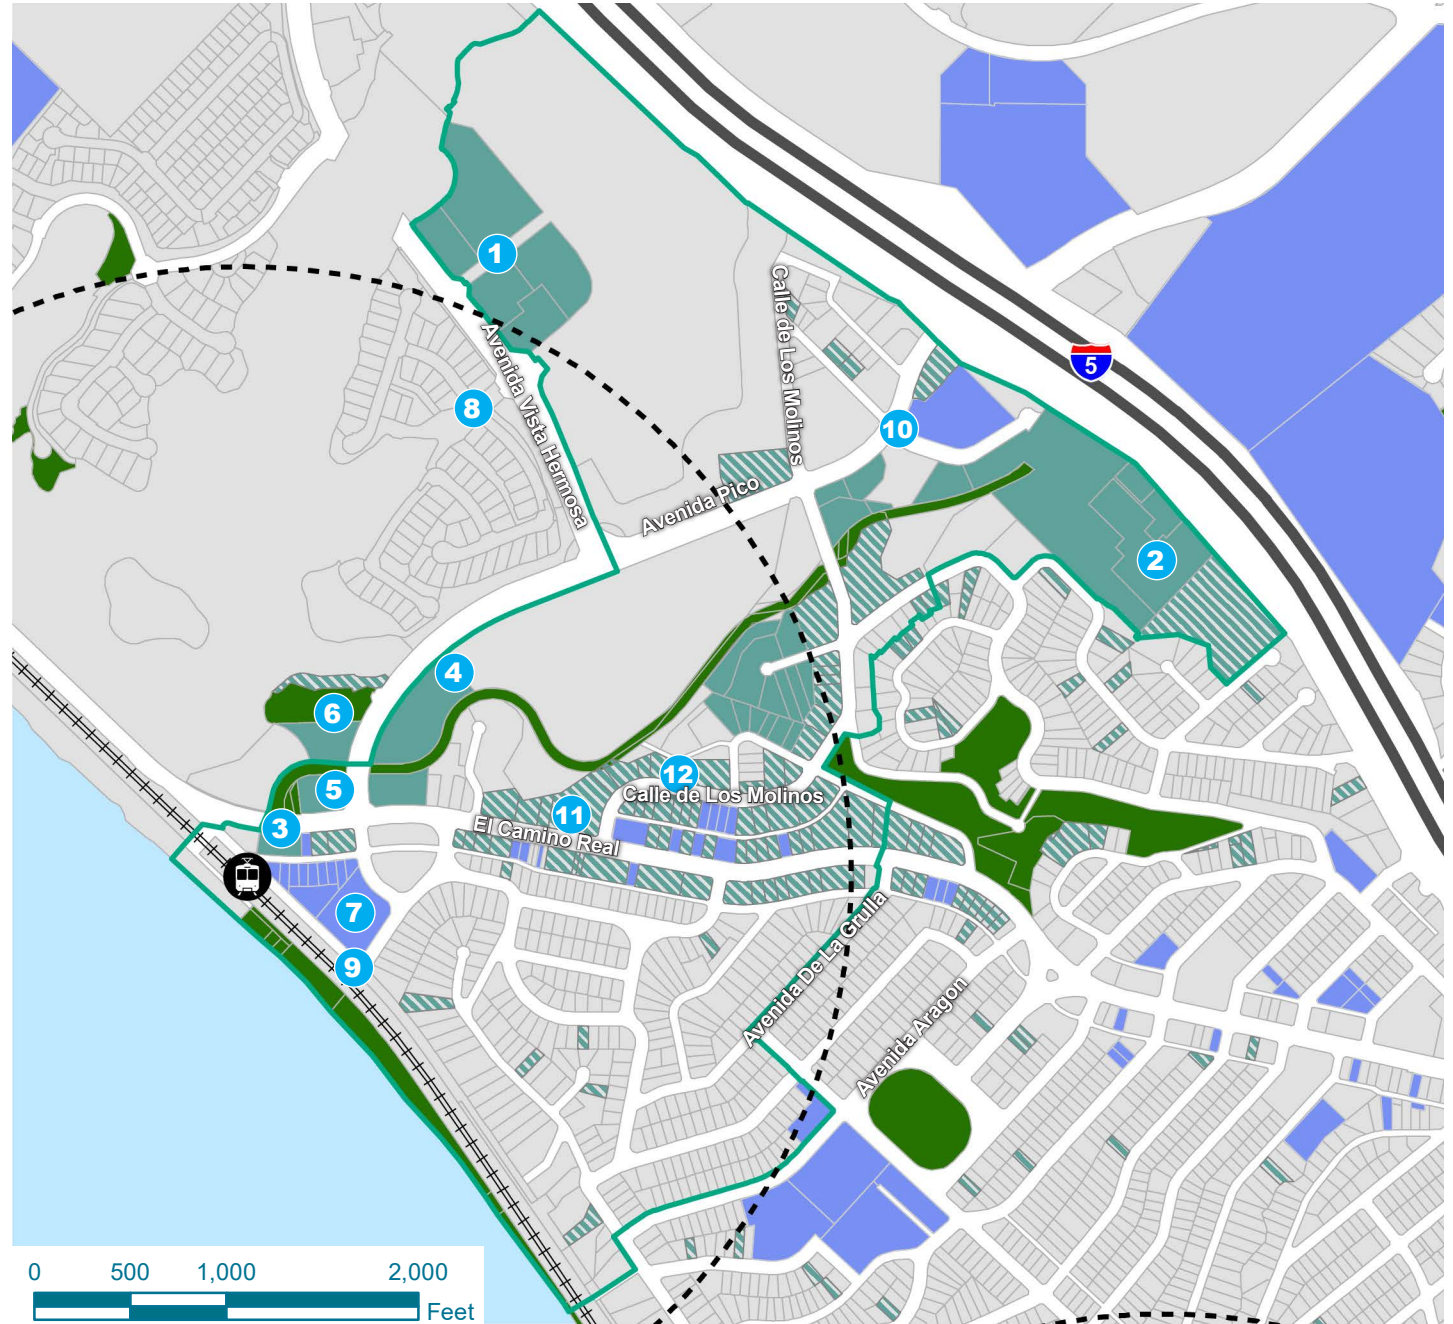 1
Calle de Los Molinos
Avenida Vista Hermosa
5
8
10
Avenida Pico
2
4
6
12
5
Calle de Los Molinos
11
3
El Camino Real
7
Avenida De La Grulla
9
Avenida Aragon
0 500 1,000 2,000
Feet